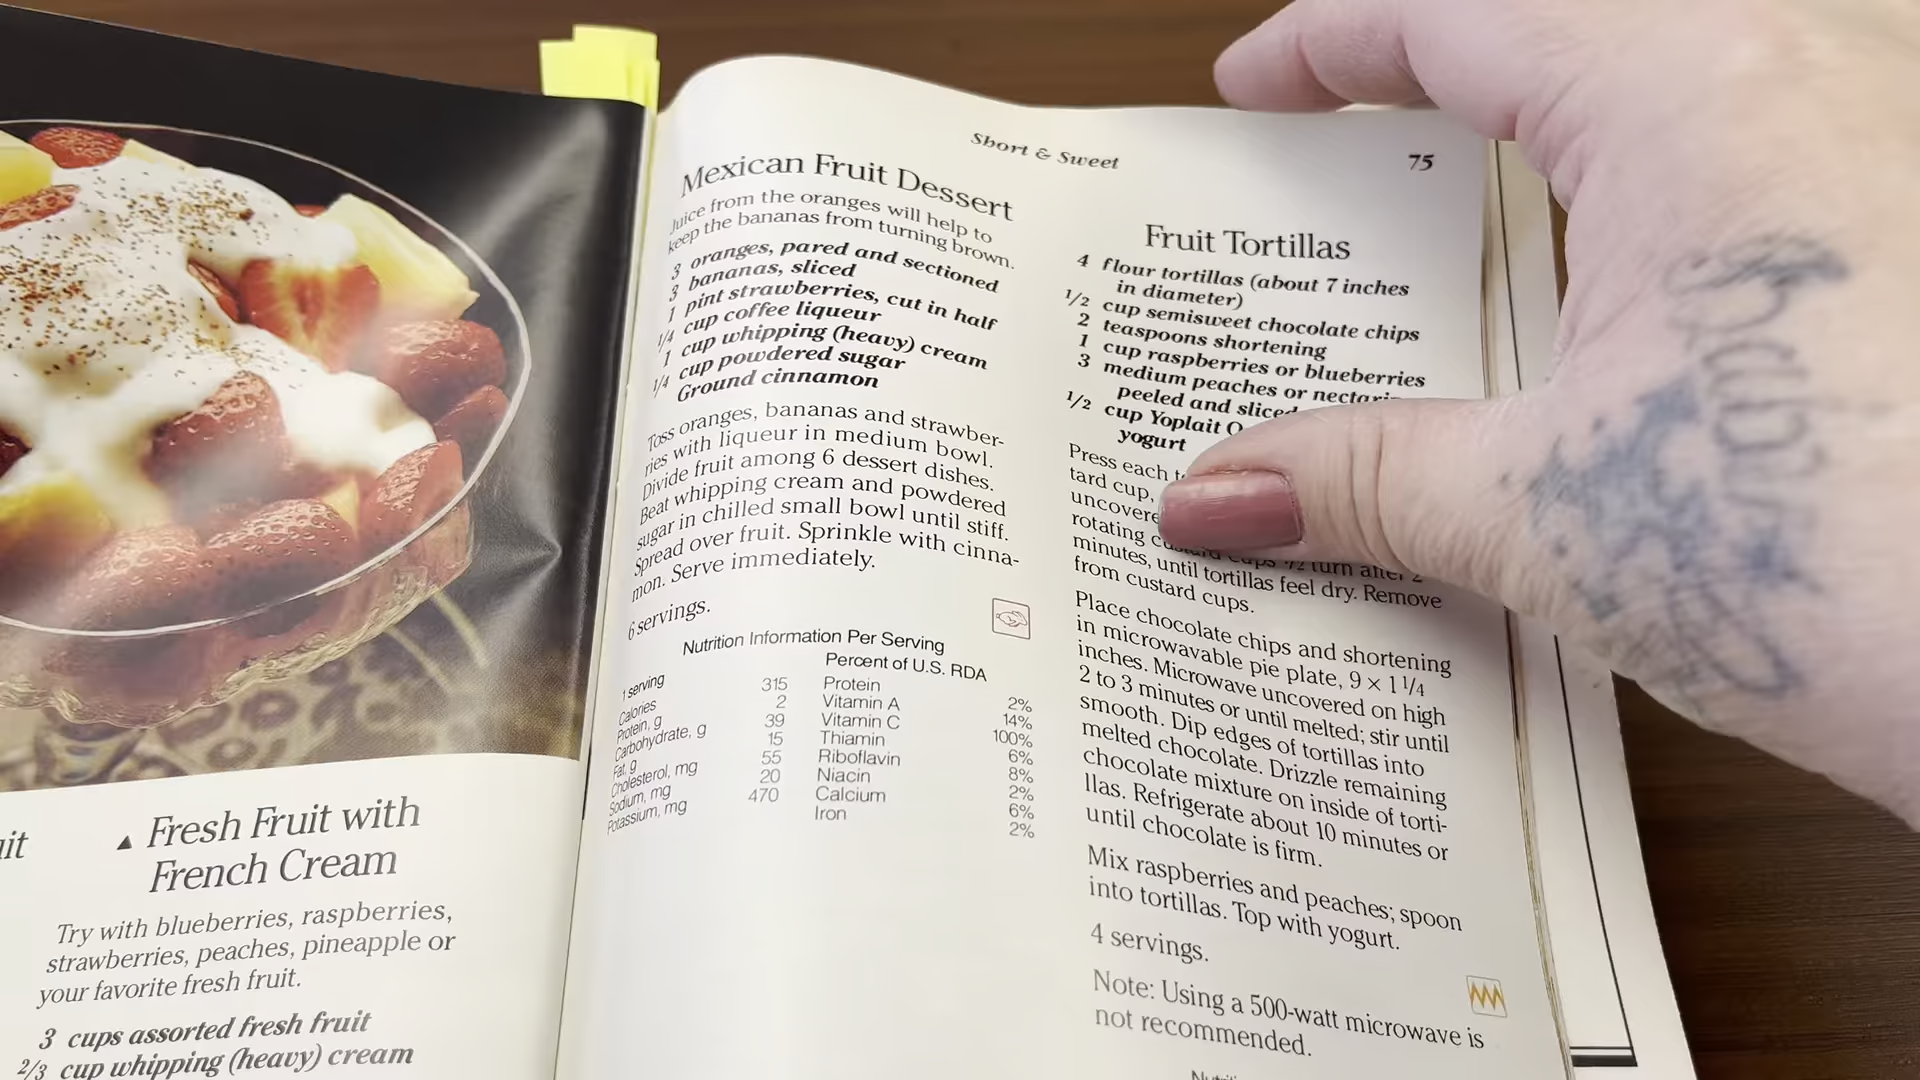 uit
▲ Fresh Fruit with
French Cream
Try with blueberries, raspberries,
strawberries, peaches, pineapple or
your favorite fresh fruit.
3 cups assorted fresh fruit
2/3 cup whipping (heavy) cream
Short & Sweet
75
Mexican Fruit Dessert
Juice from the oranges will help to
keep the bananas from turning brown.
3 oranges, pared and sectioned
3 bananas, sliced
1 pint strawberries, cut in half
1/4 cup coffee liqueur
1 cup whipping (heavy) cream
1/4 cup powdered sugar
Ground cinnamon
Toss oranges, bananas and strawber-
ries with liqueur in medium bowl.
Divide fruit among 6 dessert dishes.
Beat whipping cream and powdered
sugar in chilled small bowl until stiff.
Spread over fruit. Sprinkle with cinna-
mon. Serve immediately.
6 servings.
Nutrition Information Per Serving
Percent of U.S. RDA
1 serving
Calories 315 Protein 2%
Protein, g 2 Vitamin A 14%
Carbohydrate, g 39 Vitamin C 100%
Fat, g 15 Thiamin 6%
Cholesterol, mg 55 Riboflavin 8%
Sodium, mg 20 Niacin 2%
Potassium, mg 470 Calcium 6%
Iron 2%
Fruit Tortillas
4 flour tortillas (about 7 inches
in diameter)
1/2 cup semisweet chocolate chips
2 teaspoons shortening
1 cup raspberries or blueberries
3 medium peaches or nectari
peeled and sliced
1/2 cup Yoplait O
yogurt
Press each t
tard cup,
uncovere
rotating custard cups 1/2 turn after 2
minutes, until tortillas feel dry. Remove
from custard cups.
Place chocolate chips and shortening
in microwavable pie plate, 9 × 1 1/4
inches. Microwave uncovered on high
2 to 3 minutes or until melted; stir until
smooth. Dip edges of tortillas into
melted chocolate. Drizzle remaining
chocolate mixture on inside of torti-
llas. Refrigerate about 10 minutes or
until chocolate is firm.
Mix raspberries and peaches; spoon
into tortillas. Top with yogurt.
4 servings.
Note: Using a 500-watt microwave is
not recommended.